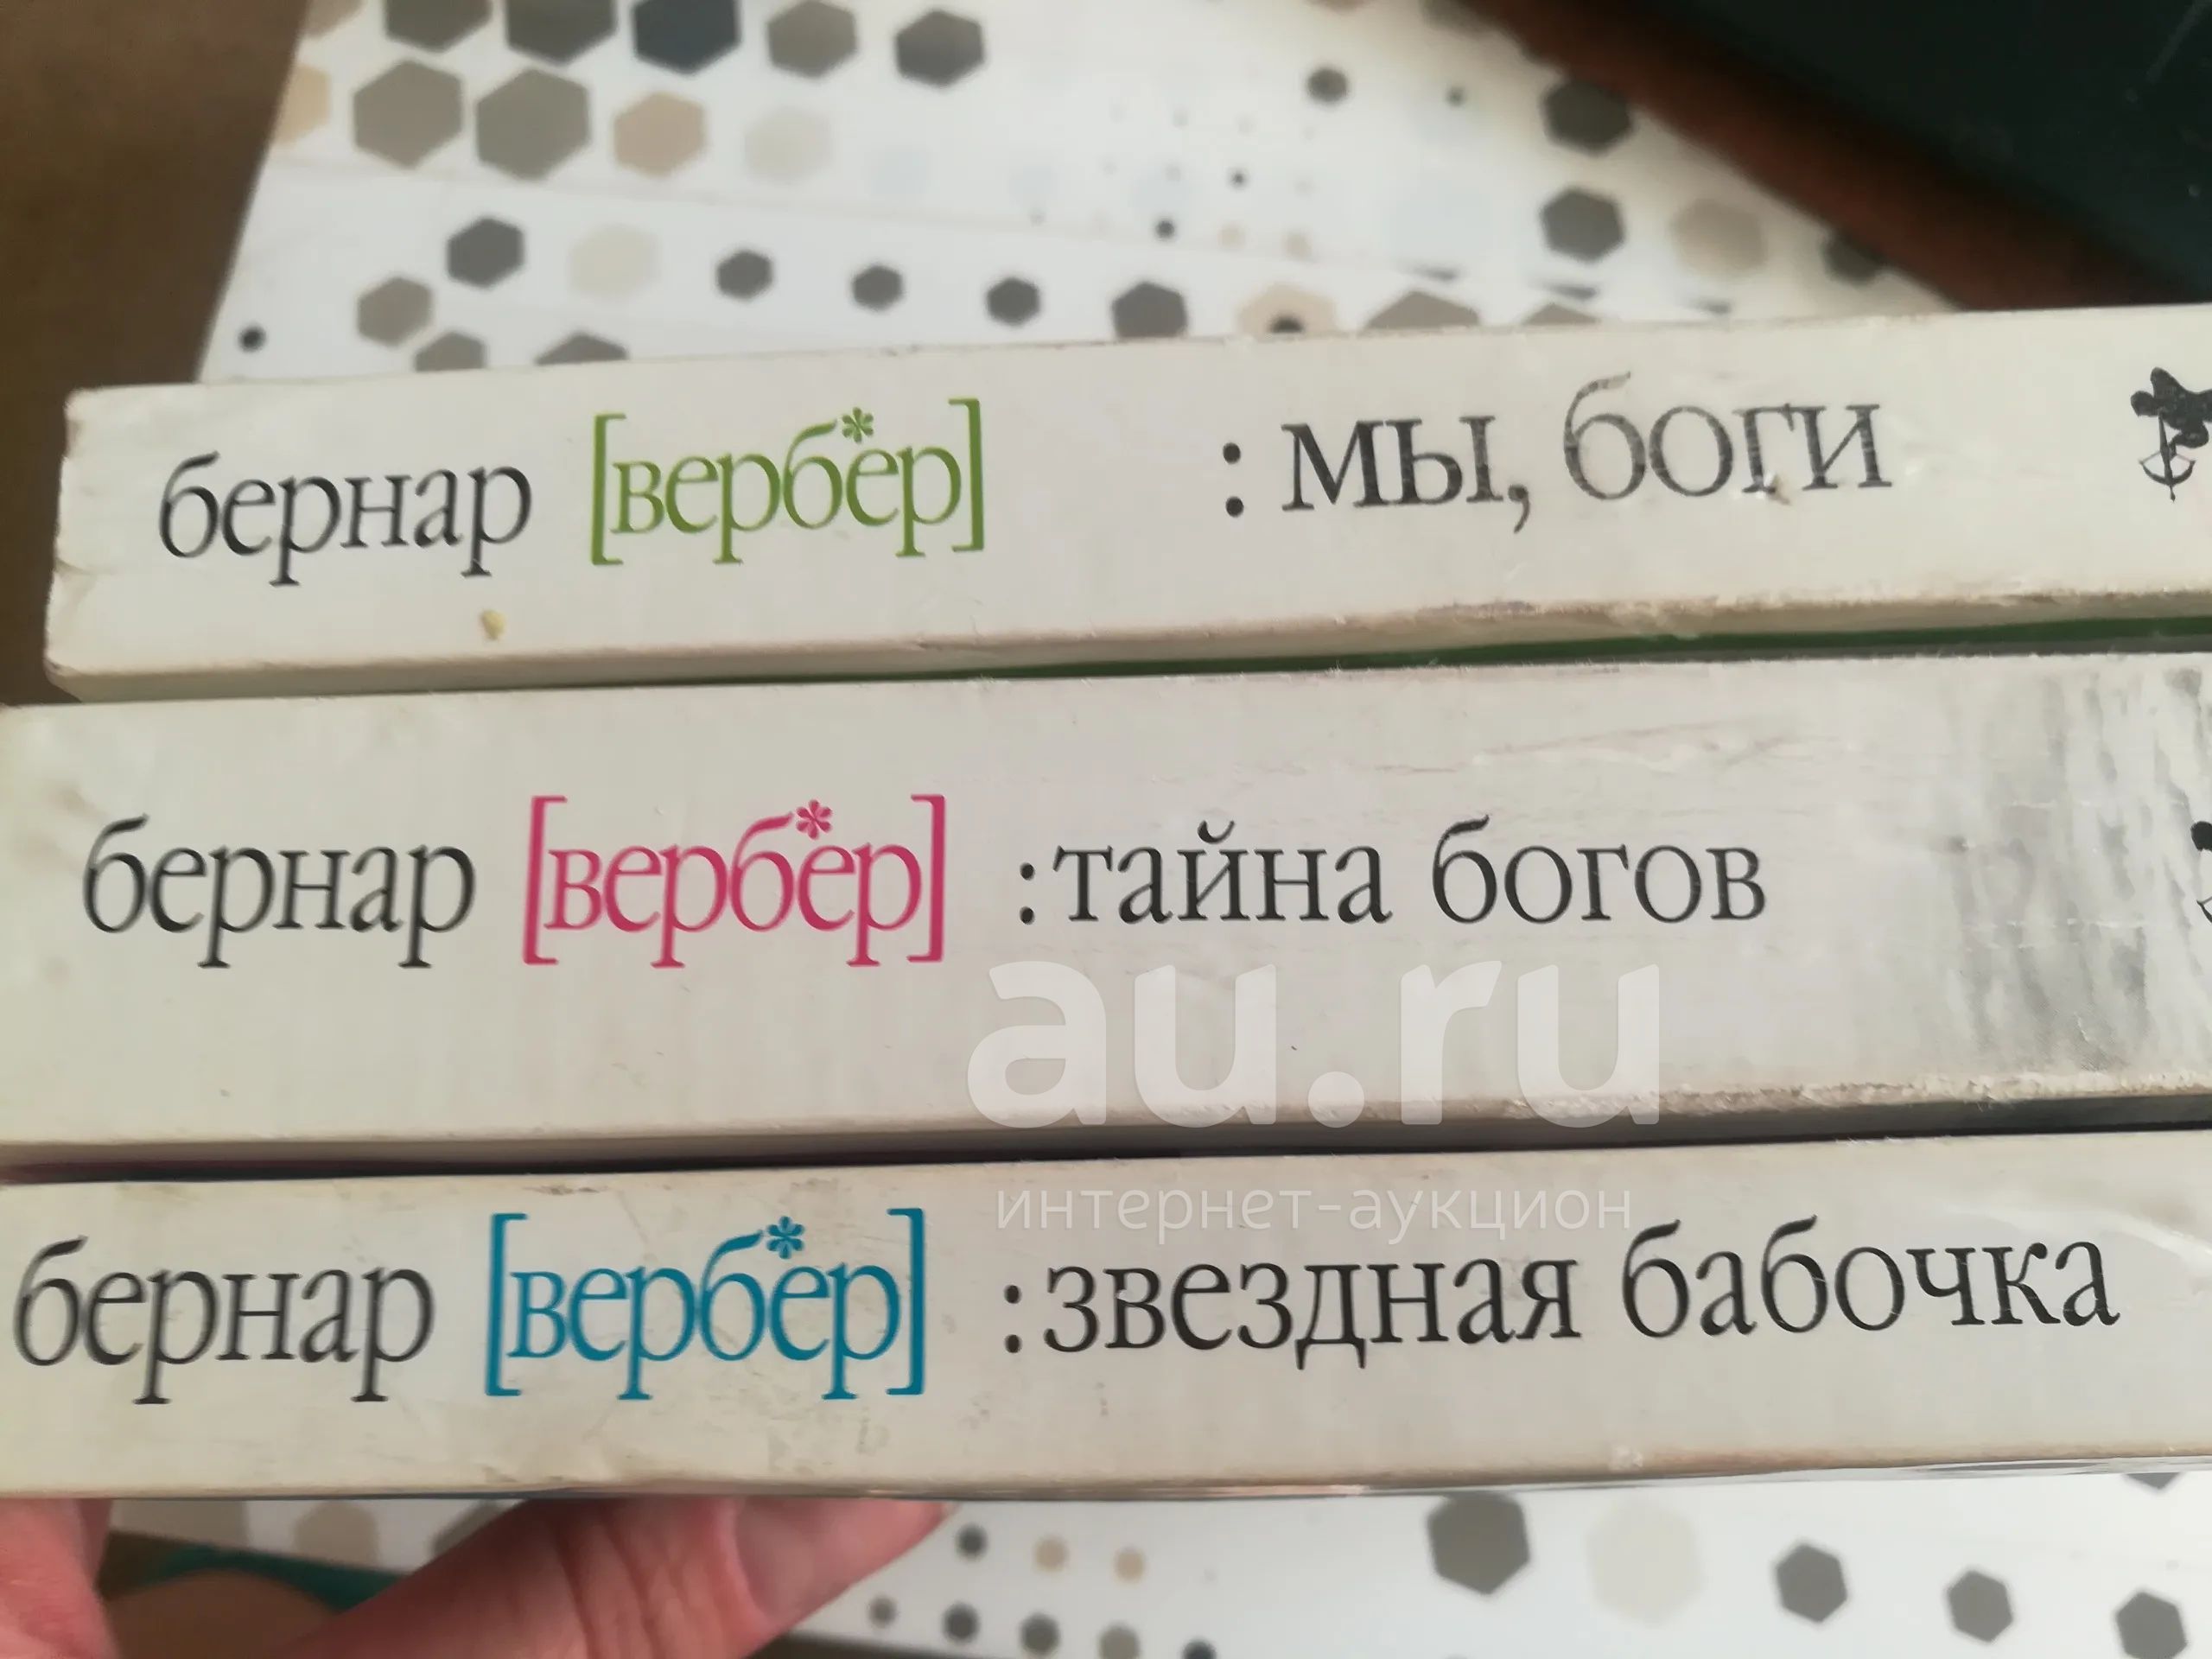 бернар [вербер] : мы, боги
бернар [вербер] : тайна богов
au.ru
интернет-аукцион
бернар [вербер] : звездная бабочка